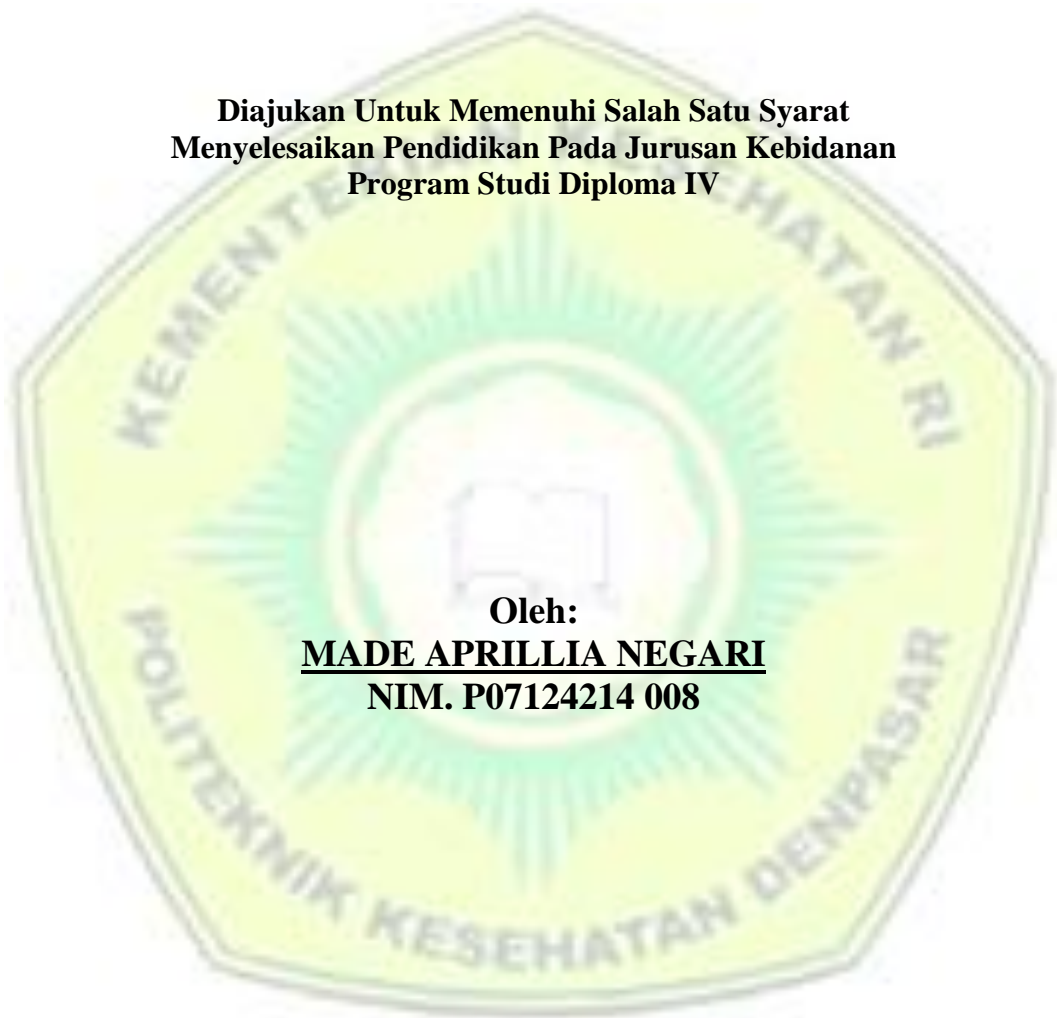 Diajukan Untuk Memenuhi Salah Satu Syarat
Menyelesaikan Pendidikan Pada Jurusan Kebidanan
Program Studi Diploma IV
KEMENTERIAN KESEHATAN RI
Oleh:
MADE APRILLIA NEGARI
NIM. P07124214 008
POLITEKNIK KESEHATAN DENPASAR